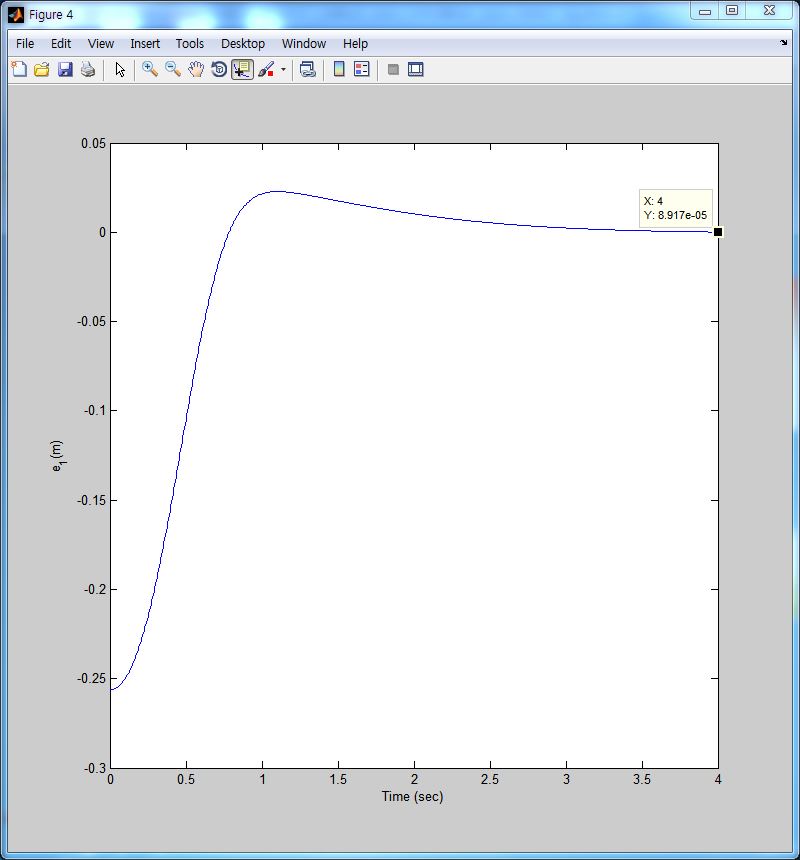 Figure 4
File Edit View Insert Tools Desktop Window Help
0.05
X: 4
Y: 8.917e-05
0
-0.05
-0.1
e1(m)
-0.15
-0.2
-0.25
-0.3
0 0.5 1 1.5 2 2.5 3 3.5 4
Time (sec)